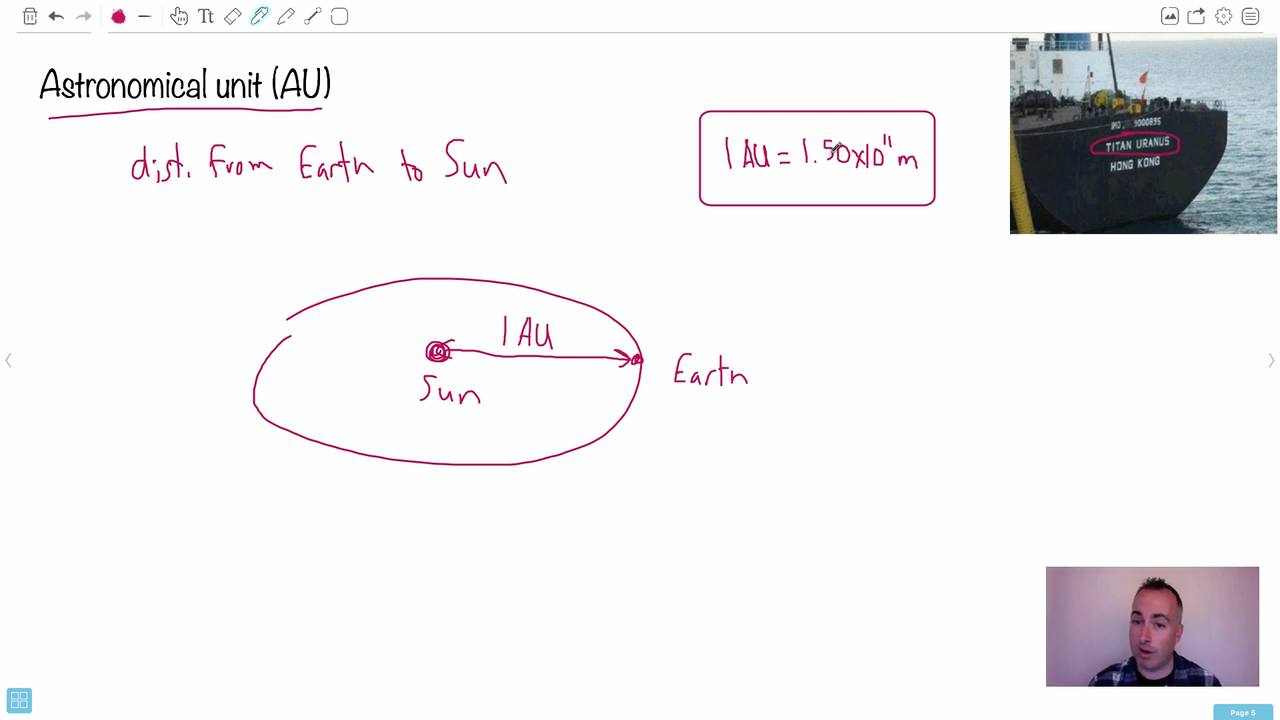 Tt
Astronomical unit (AU)
dist. From Earth to Sun
1 AU = 1.50x10¹¹ m
TITAN URANUS
HONG KONG
1 AU
Sun
Earth
Page 5